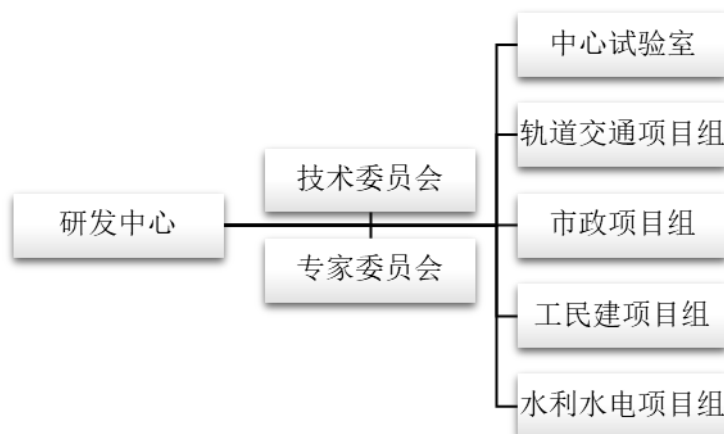 研发中心
技术委员会
专家委员会
中心试验室
轨道交通项目组
市政项目组
工民建项目组
水利水电项目组